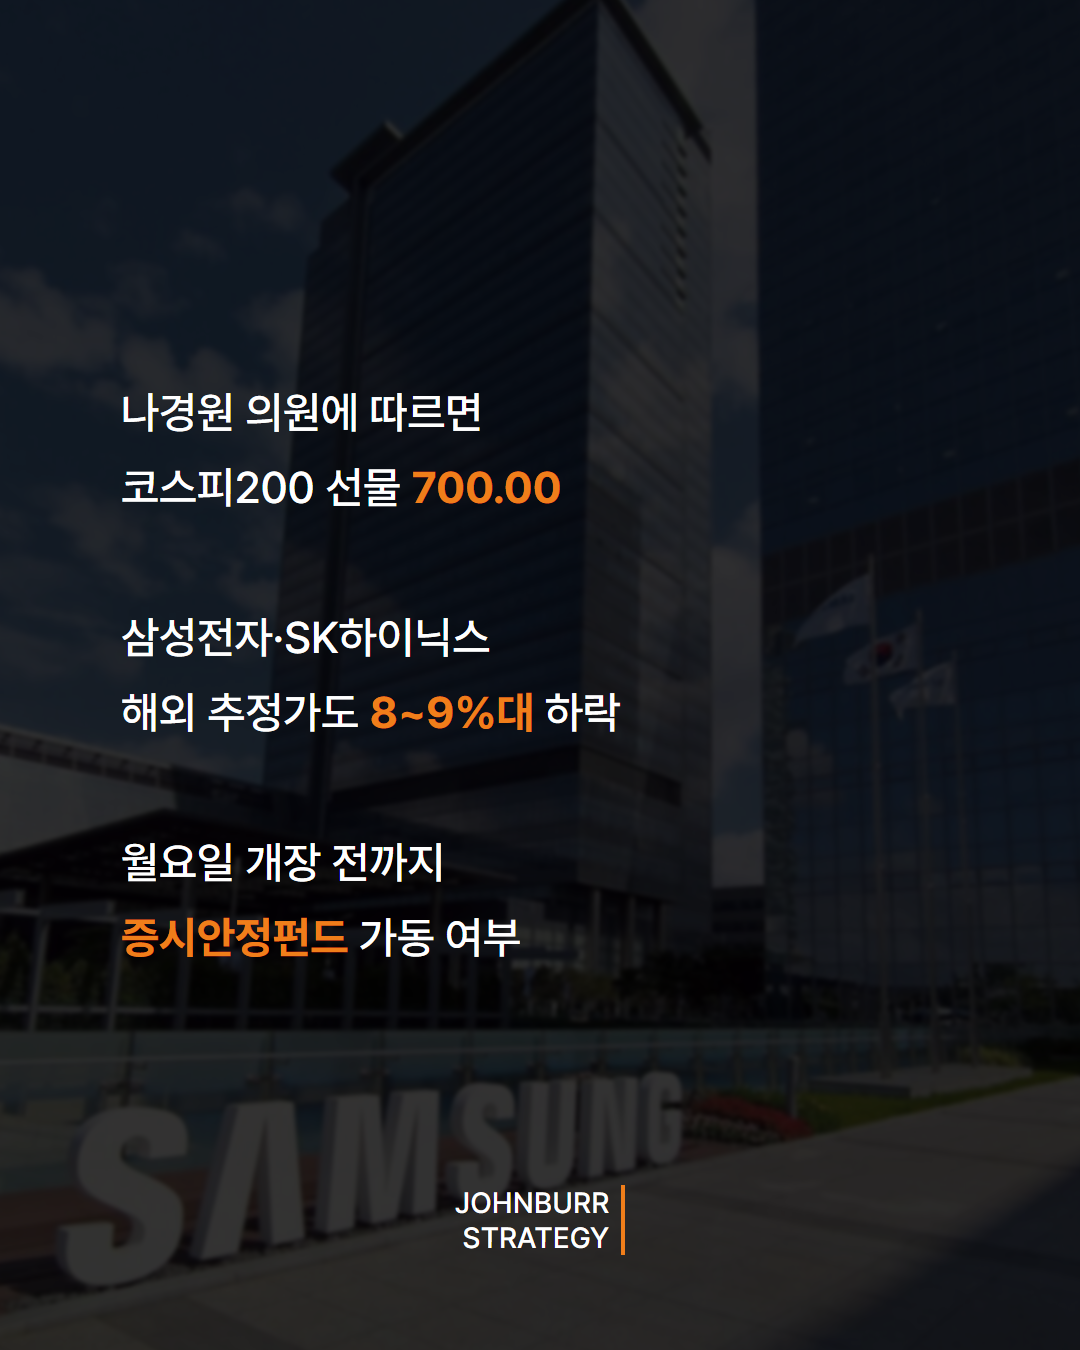 나경원 의원에 따르면
코스피200 선물 700.00
삼성전자·SK하이닉스
해외 추정가도 8~9%대 하락
월요일 개장 전까지
증시안정펀드 가동 여부
SAMSUNG
JOHNBURR
STRATEGY